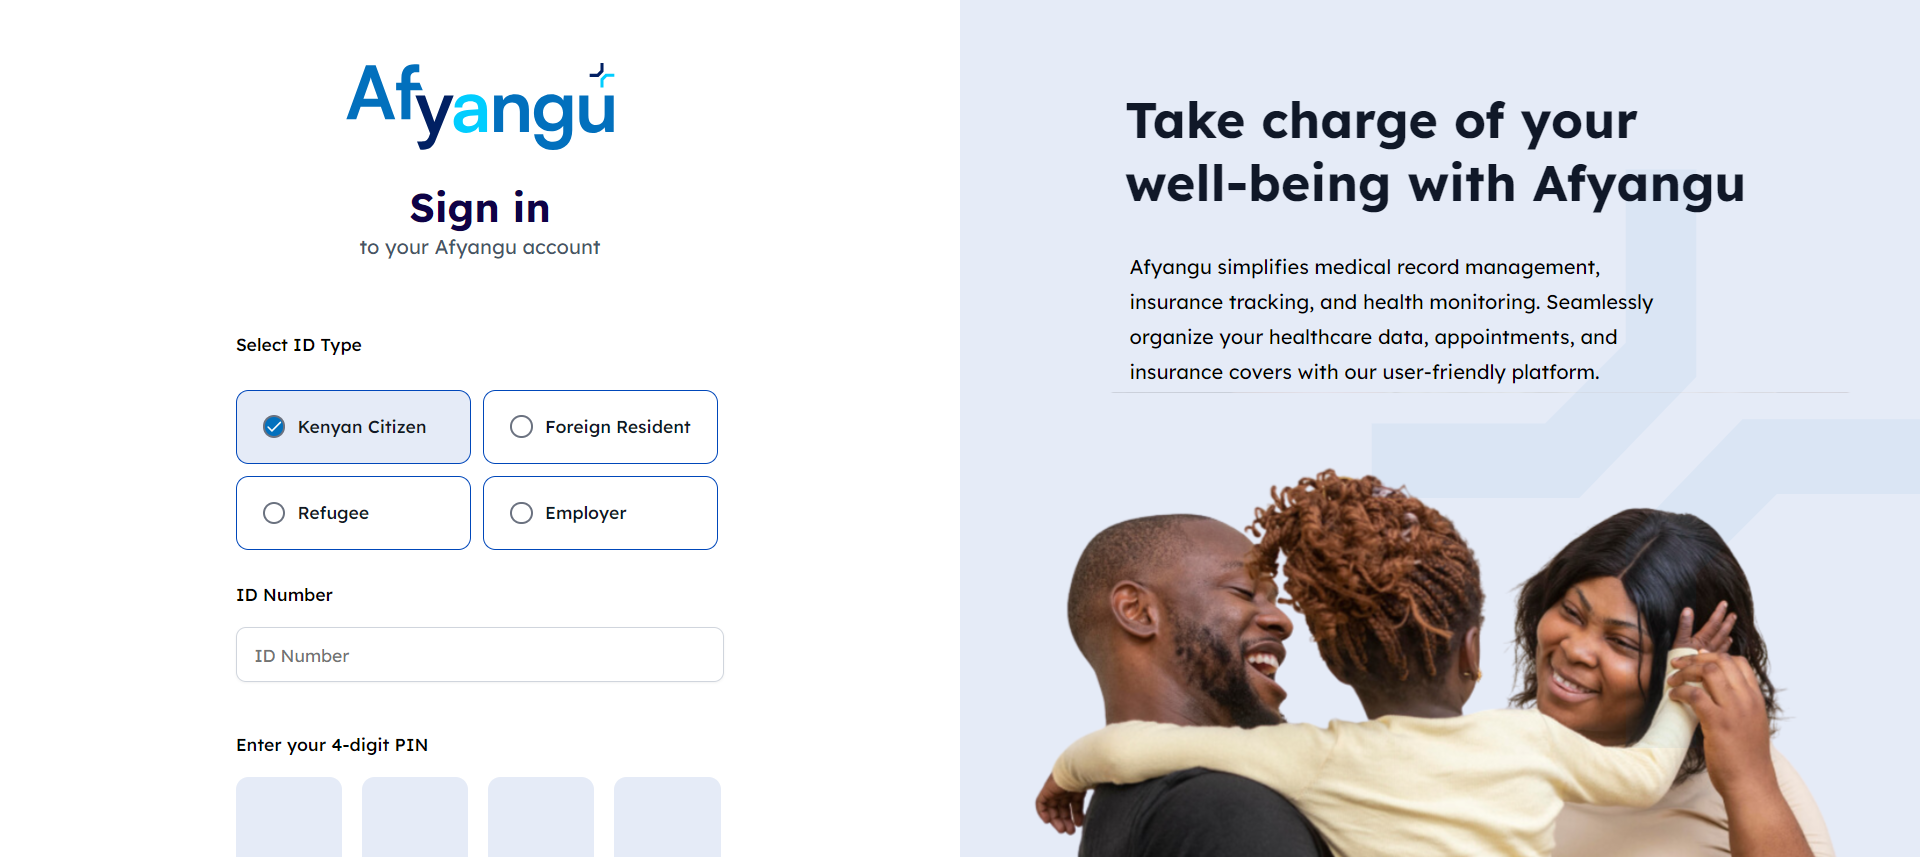 Afyangu
Sign in
to your Afyangu account
Select ID Type
Kenyan Citizen
Foreign Resident
Refugee
Employer
ID Number
ID Number
Enter your 4-digit PIN
Take charge of your
well-being with Afyangu
Afyangu simplifies medical record management,
insurance tracking, and health monitoring. Seamlessly
organize your healthcare data, appointments, and
insurance covers with our user-friendly platform.